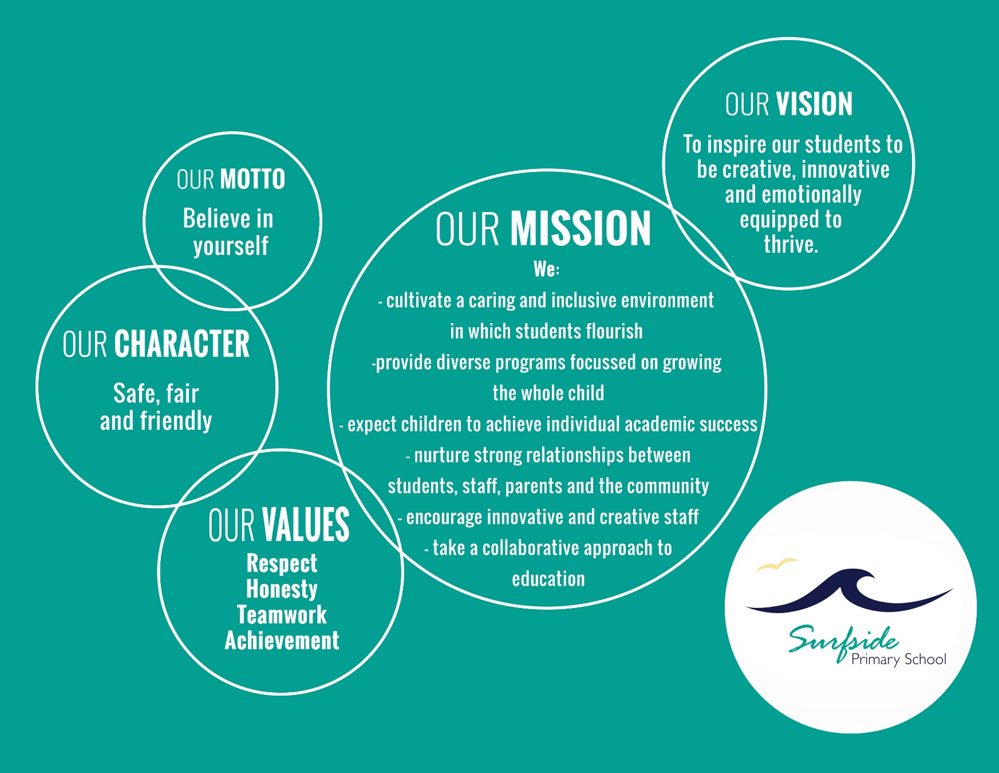 OUR VISION
To inspire our students to
be creative, innovative
and emotionally
equipped to
thrive.
OUR MOTTO
Believe in
yourself
OUR MISSION
We:
- cultivate a caring and inclusive environment
in which students flourish
-provide diverse programs focussed on growing
the whole child
- expect children to achieve individual academic success
- nurture strong relationships between
students, staff, parents and the community
- encourage innovative and creative staff
- take a collaborative approach to
education
OUR CHARACTER
Safe, fair
and friendly
OUR VALUES
Respect
Honesty
Teamwork
Achievement
Surfside
Primary School